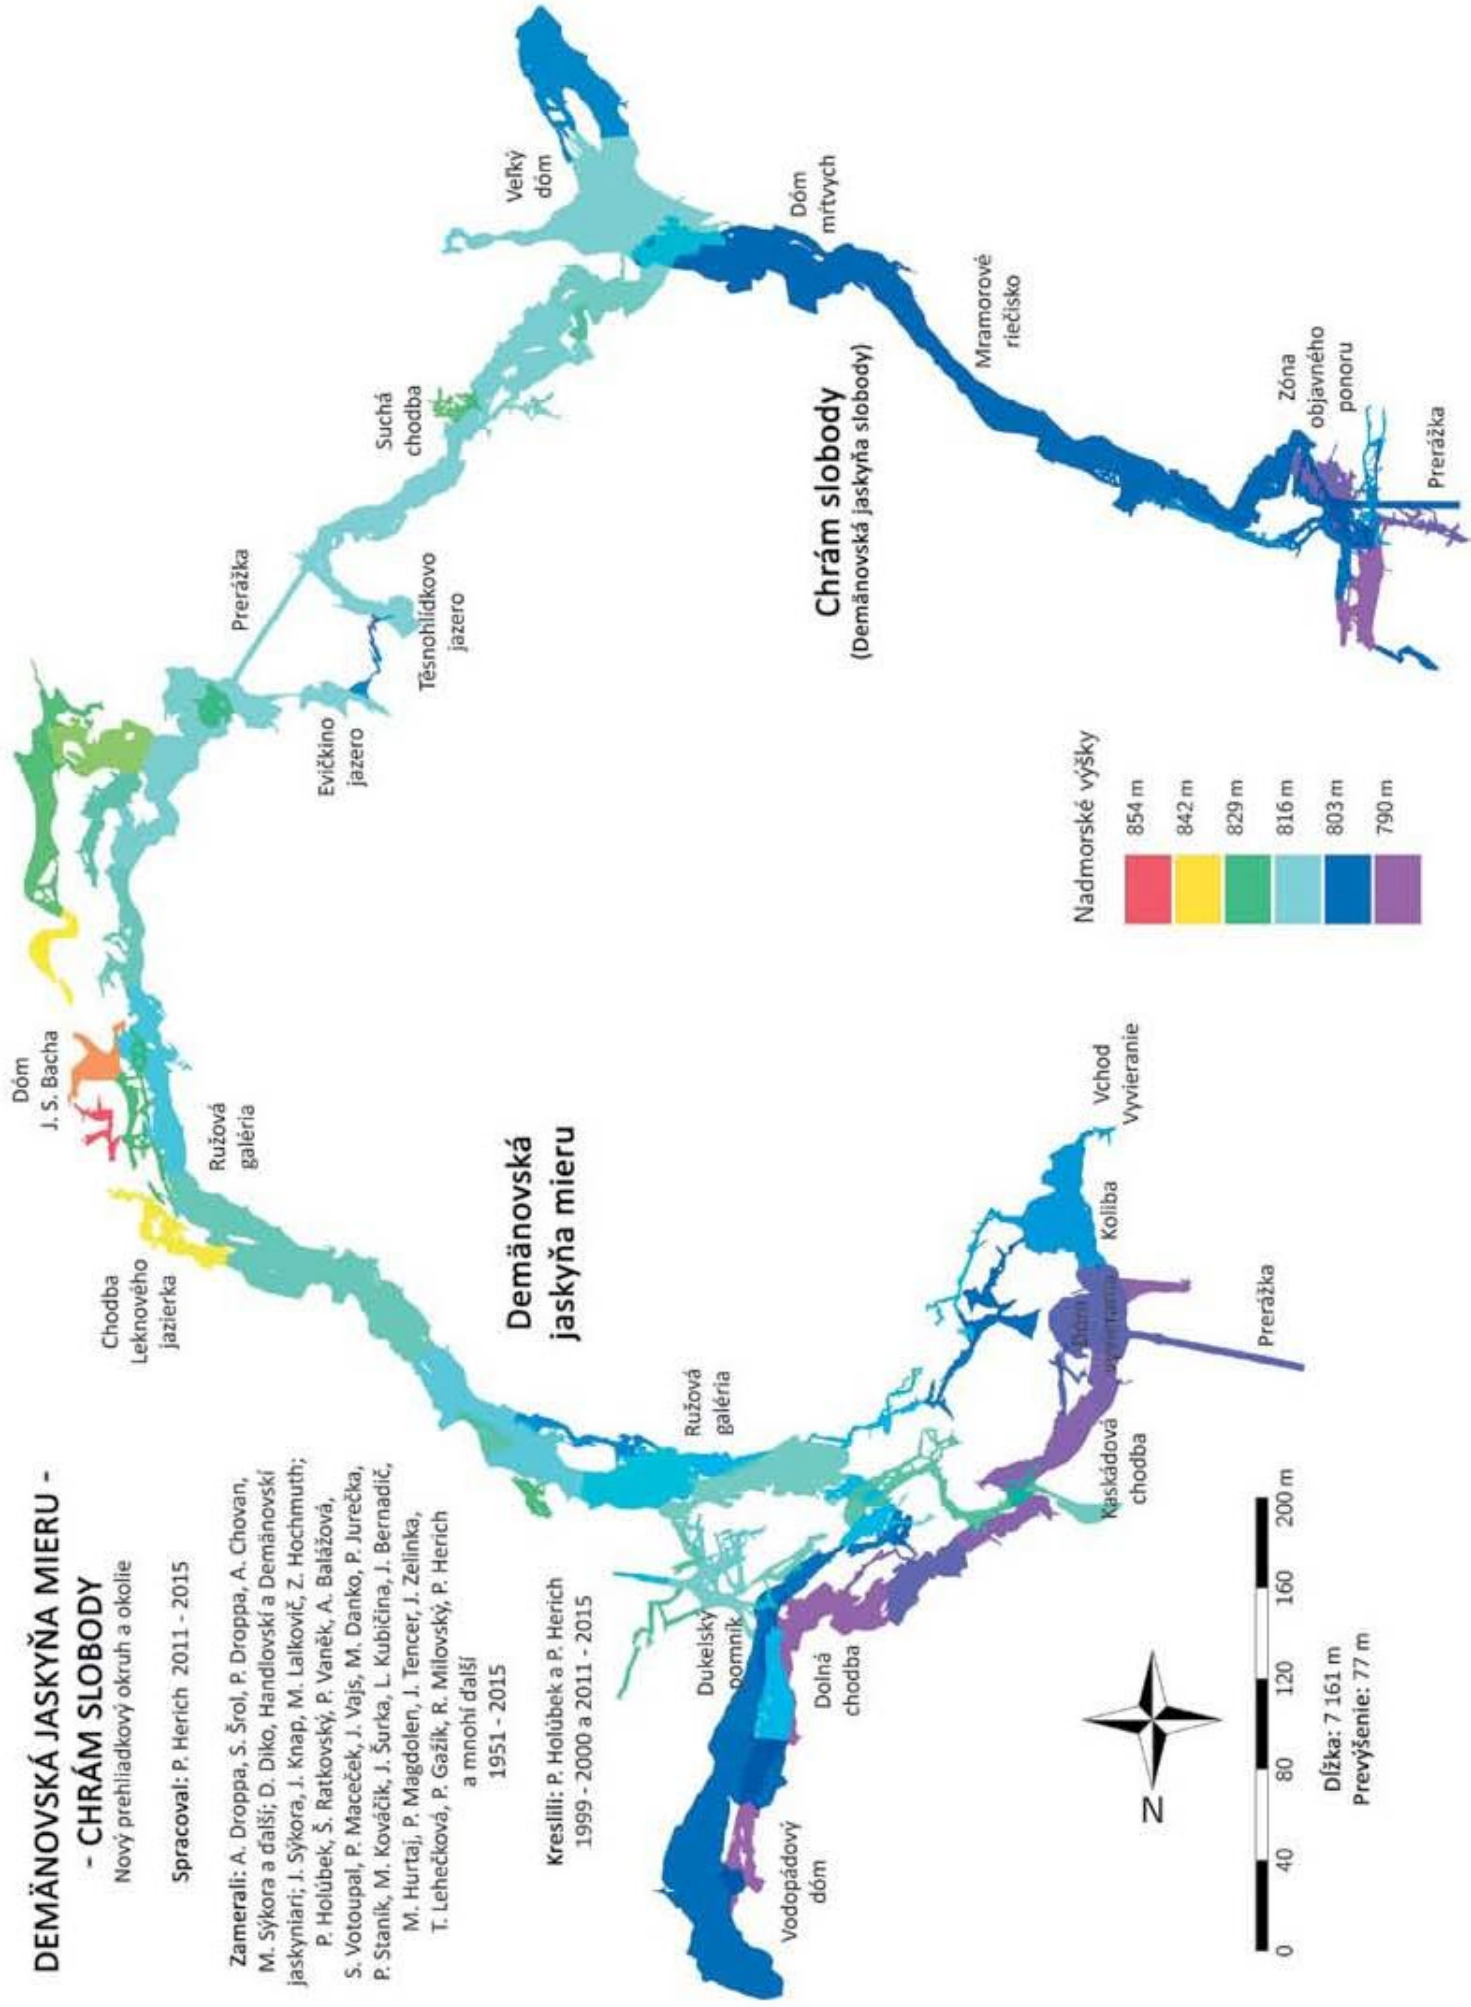 DEMÄNOVSKÁ JASKYŇA MIERU -
- CHRÁM SLOBODY
Nový prehliadkový okruh a okolie
Spracoval: P. Herich 2011 - 2015
Zamerali: A. Droppa, S. Šrol, P. Droppa, A. Chovan,
M. Sýkora a ďalší; D. Diko, Handlovskí a Demänovskí
jaskyniari; J. Sýkora, J. Knap, M. Lalkovič, Z. Hochmuth;
P. Holúbek, Š. Ratkovský, P. Vaněk, A. Balážová,
S. Votoupal, P. Maceček, J. Vajs, M. Danko, P. Jurečka,
P. Staník, M. Kováčik, J. Šurka, L. Kubičina, J. Bernadič,
M. Hurtaj, P. Magdolen, J. Tencer, J. Zelinka,
T. Lehečková, P. Gažík, R. Milovský, P. Herich
a mnohí ďalší
1951 - 2015
Kreslili: P. Holúbek a P. Herich
1999 - 2000 a 2011 - 2015
Dóm
J. S. Bacha
Chodba
Leknového
jazierka
Ružová
galéria
Prerážka
Evičkino
jazero
Těsnohlídkovo
jazero
Suchá
chodba
Veľký
dóm
Dóm
mŕtvych
Mramorové
riečisko
Chrám slobody
(Demänovská jaskyňa slobody)
Zóna
objavného
ponoru
Prerážka
Demänovská
jaskyňa mieru
Ružová
galéria
Dukelský
pomník
Dolná
chodba
Vodopádový
dóm
Kaskádová
chodba
Dóm
Koliba
Vchod
Vyvieranie
Prerážka
Nadmorské výšky
854 m
842 m
829 m
816 m
803 m
790 m
N
0 40 80 120 160 200 m
Dĺžka: 7 161 m
Prevýšenie: 77 m